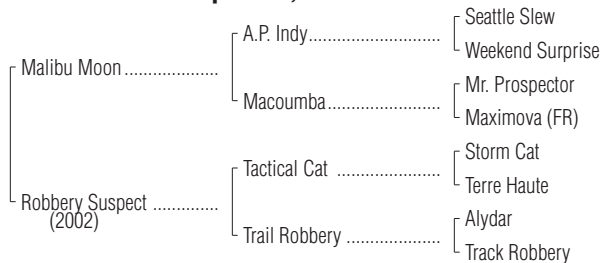 Seattle Slew
A.P. Indy
Weekend Surprise
Malibu Moon
Mr. Prospector
Macoumba
Maximova (FR)
Storm Cat
Tactical Cat
Terre Haute
Robbery Suspect
(2002)
Alydar
Trail Robbery
Track Robbery